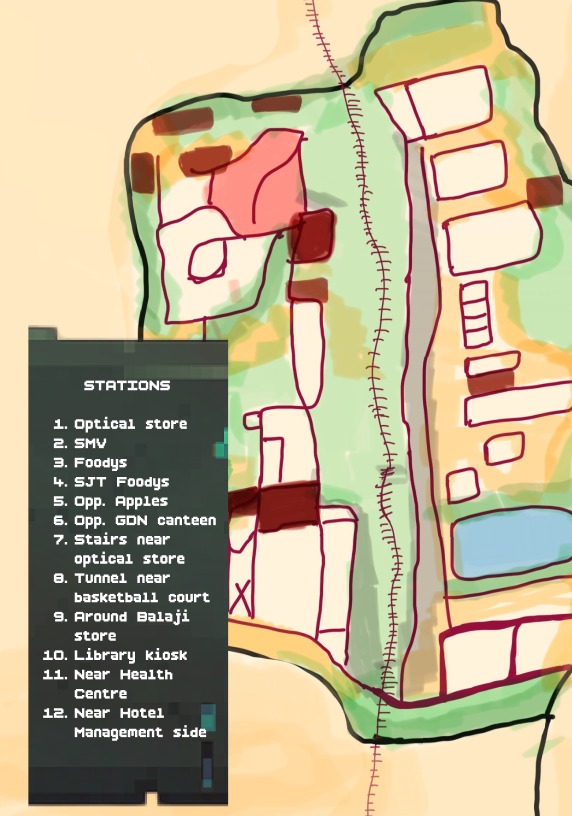 STATIONS
1. Optical store
2. SMV
3. Foodys
4. SJT Foodys
5. Opp. Apples
6. Opp. GDN canteen
7. Stairs near
optical store
8. Tunnel near
basketball court
9. Around Balaji
store
10. Library kiosk
11. Near Health
Centre
12. Near Hotel
Management side